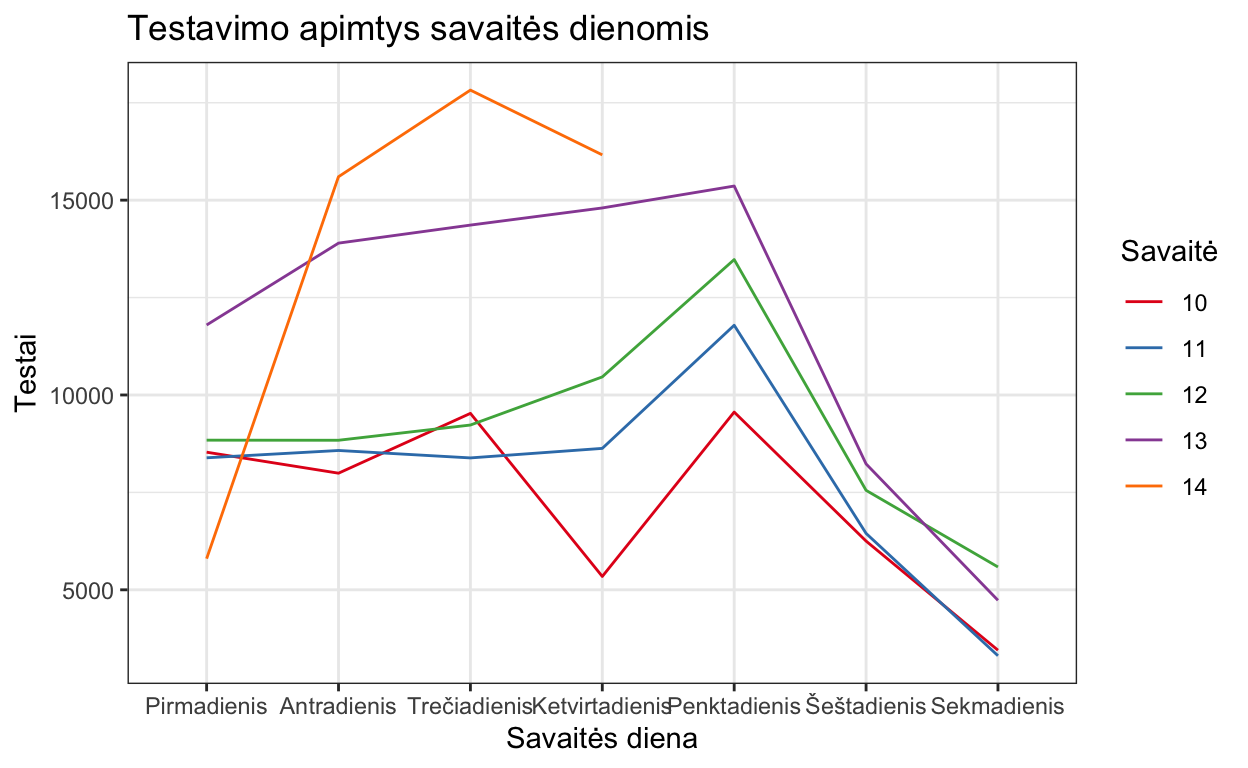 Testavimo apimtys savaitės dienomis
Testai
15000
10000
5000
Pirmadienis Antradienis Trečiadienis Ketvirtadienis Penktadienis Šeštadienis Sekmadienis
Savaitės diena
Savaitė
10
11
12
13
14